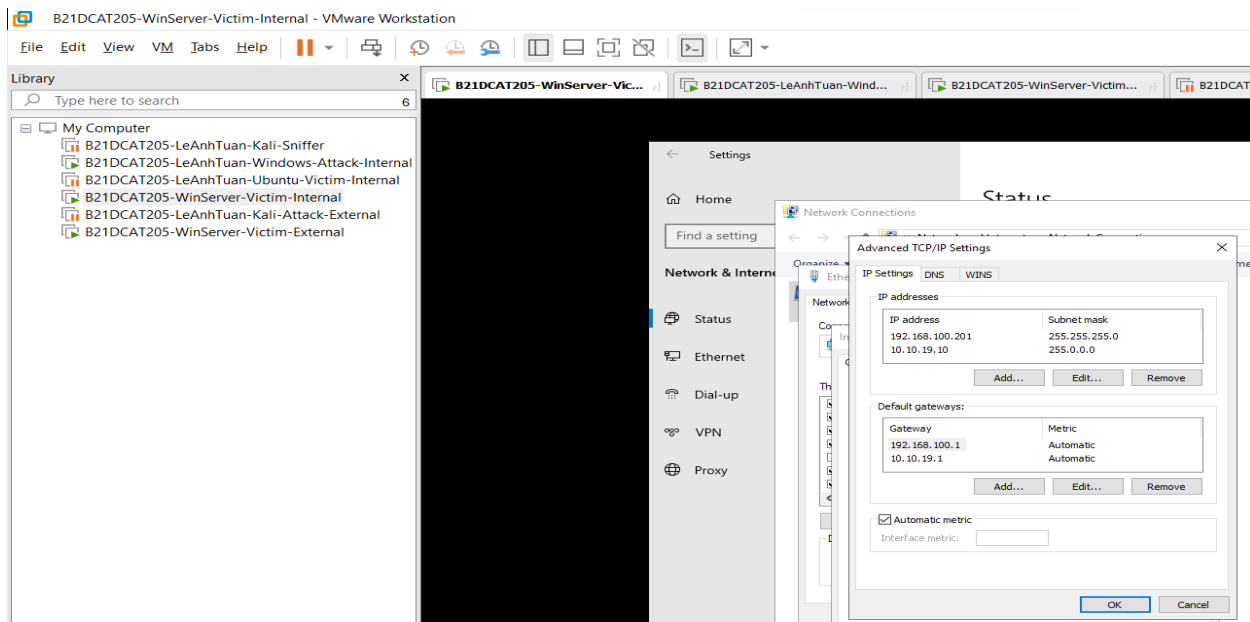 B21DCAT205-WinServer-Victim-Internal - VMware Workstation
File Edit View VM Tabs Help
Library
Type here to search
6
My Computer
B21DCAT205-LeAnhTuan-Kali-Sniffer
B21DCAT205-LeAnhTuan-Windows-Attack-Internal
B21DCAT205-LeAnhTuan-Ubuntu-Victim-Internal
B21DCAT205-WinServer-Victim-Internal
B21DCAT205-LeAnhTuan-Kali-Attack-External
B21DCAT205-WinServer-Victim-External
B21DCAT205-WinServer-Vic... B21DCAT205-LeAnhTuan-Wind... B21DCAT205-WinServer-Victim... B21DCAT
Settings
Home
Find a setting
Network & Interne
Status
Ethernet
Dial-up
VPN
Proxy
Status
Network Connections
Organize
Ethe
Network
Advanced TCP/IP Settings
IP Settings DNS WINS
IP addresses
IP address Subnet mask
192.168.100.201 255.255.255.0
10.10.19.10 255.0.0.0
Add... Edit... Remove
Default gateways:
Gateway Metric
192.168.100.1 Automatic
10.10.19.1 Automatic
Add... Edit... Remove
Automatic metric
Interface metric:
OK Cancel